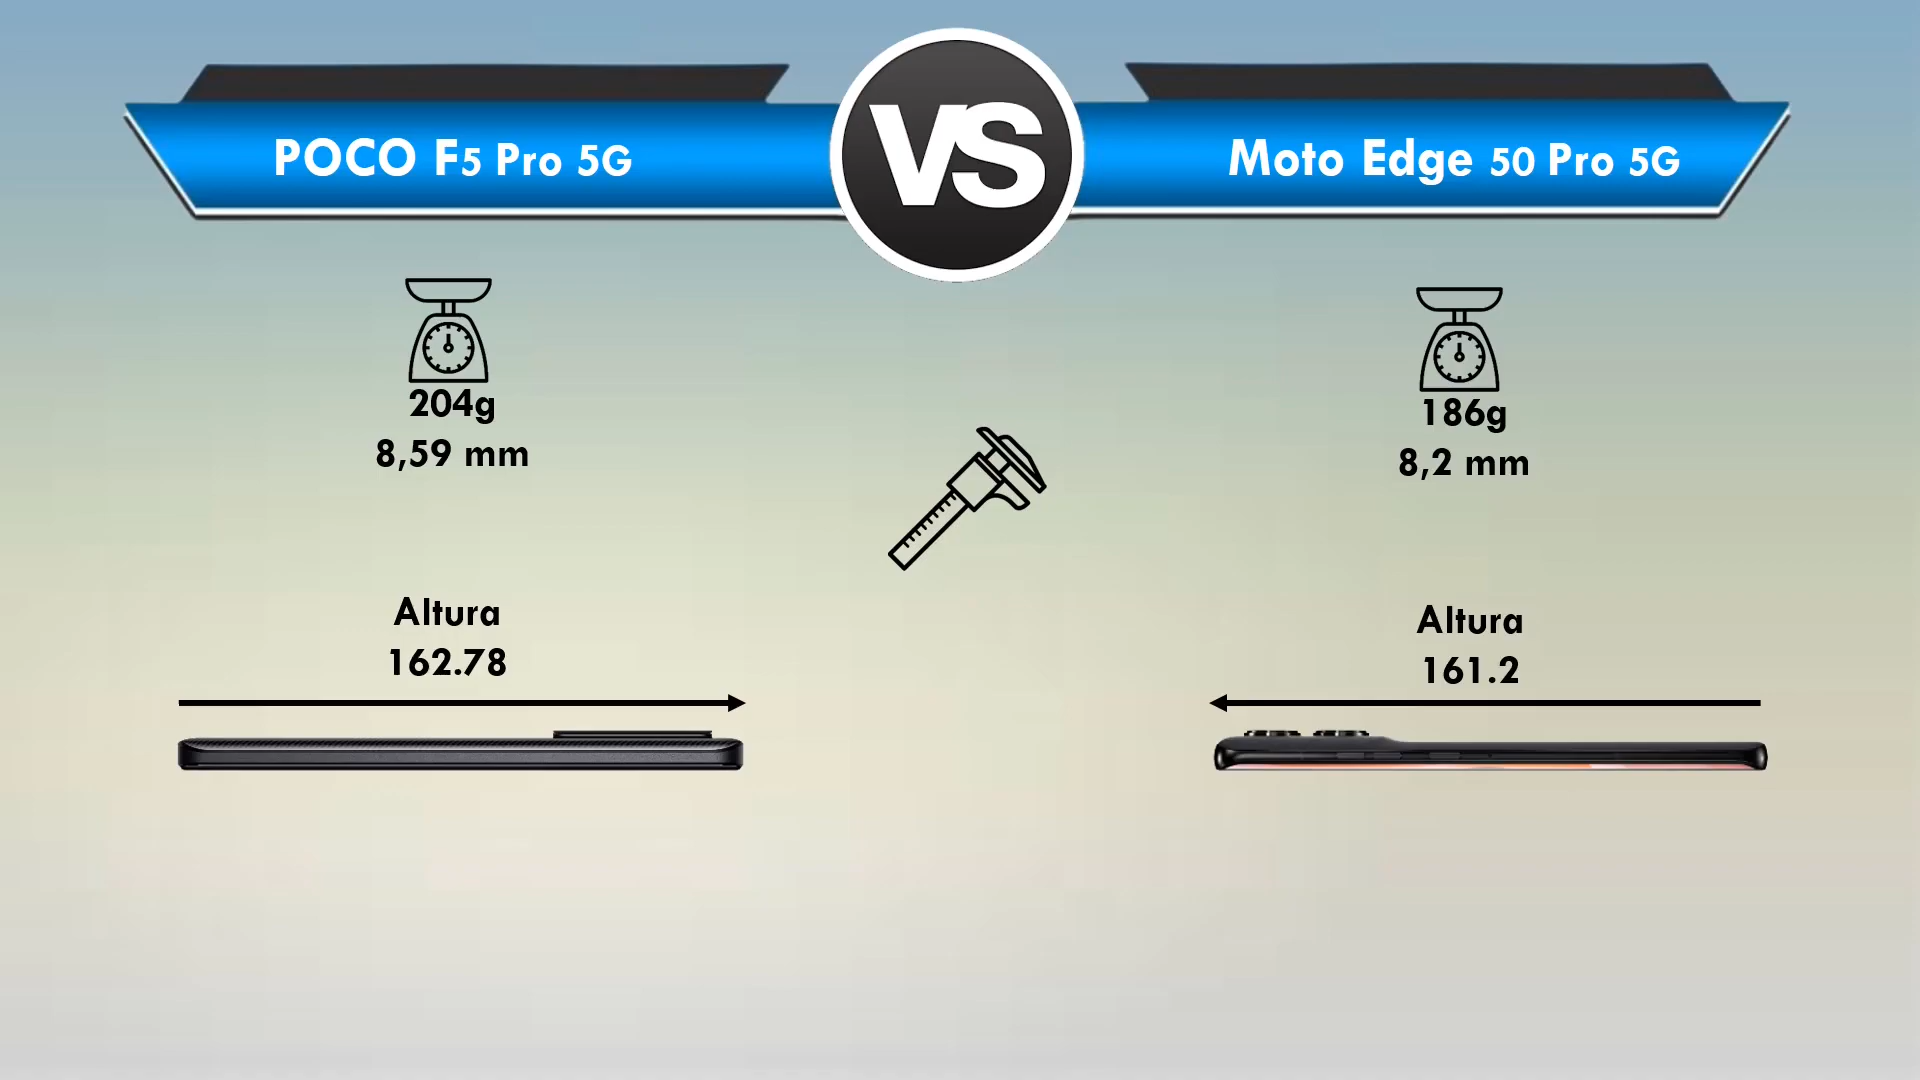 POCO F5 Pro 5G
VS
Moto Edge 50 Pro 5G
204g
8,59 mm
186g
8,2 mm
Altura
162.78
Altura
161.2